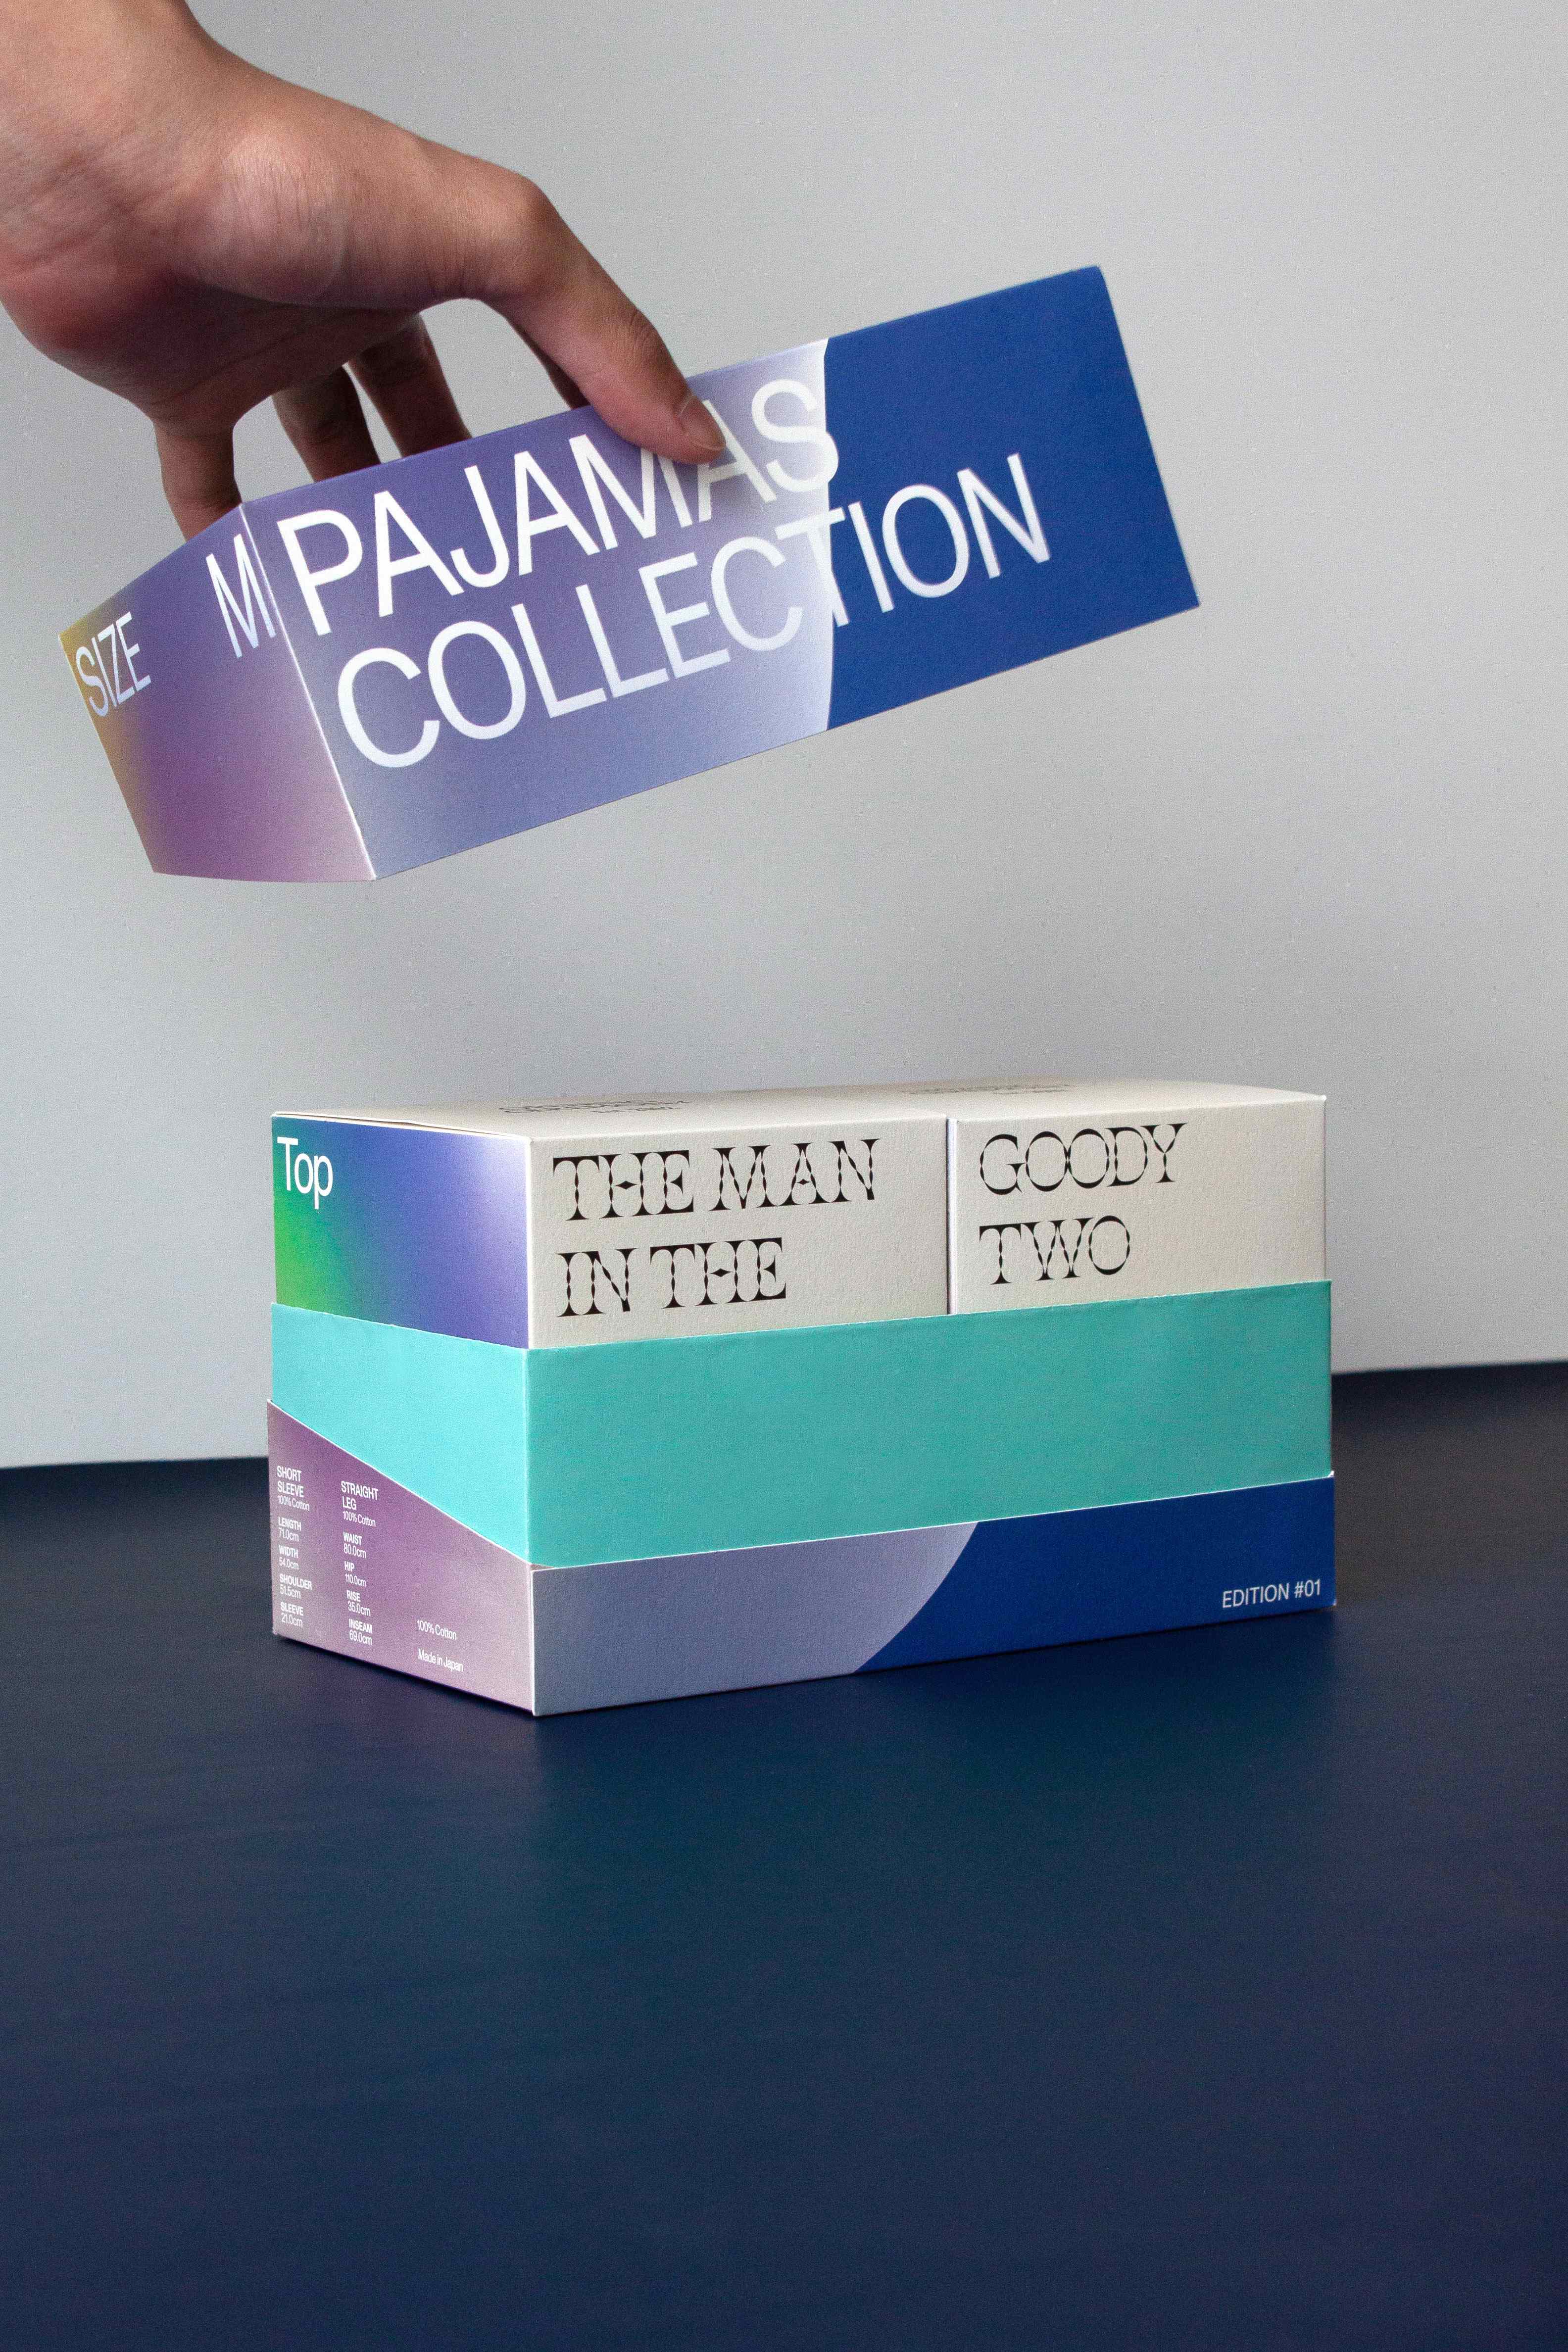 SIZE M
PAJAMAS
COLLECTION
Top
THE MAN
IN THE
GOODY
TWO
SHORT
SLEEVE
100% Cotton
LENGTH
71.0cm
WIDTH
54.0cm
SHOULDER
51.5cm
SLEEVE
21.0cm
STRAIGHT
LEG
100% Cotton
WAIST
80.0cm
HIP
110.0cm
RISE
35.0cm
INSEAM
69.0cm
100% Cotton
Made in Japan
EDITION #01